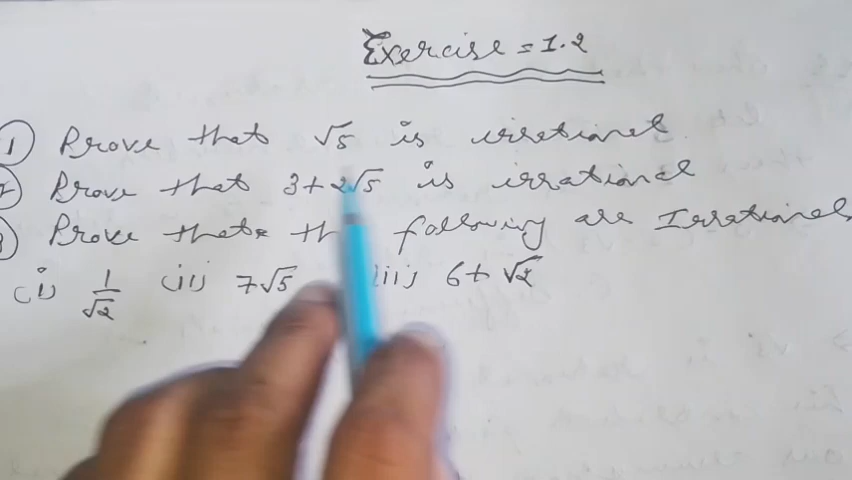 Exercise = 1.2
1 Prove that √5 is irrational
2 Prove that 3+2√5 is irrational
3 Prove that the following are Irrational
(i) 1/√2 (ii) 7√5 (iii) 6+√2